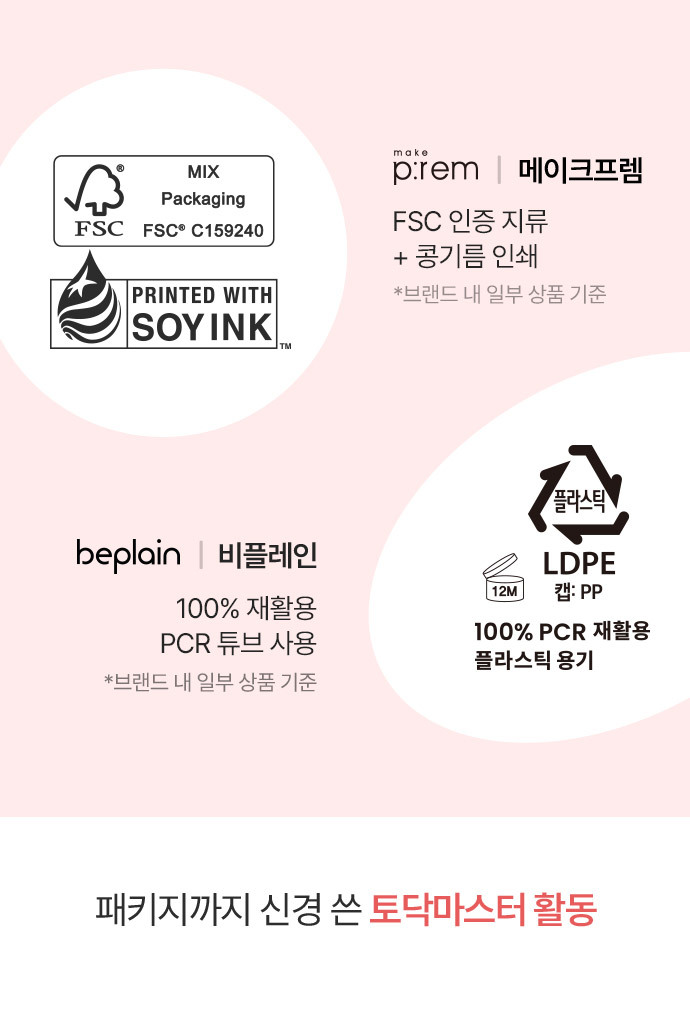 MIX
Packaging
FSC® C159240
FSC
PRINTED WITH
SOY INK™
make
p:rem | 메이크프렘
FSC 인증 지류
+ 콩기름 인쇄
*브랜드 내 일부 상품 기준
beplain | 비플레인
100% 재활용
PCR 튜브 사용
*브랜드 내 일부 상품 기준
플라스틱
LDPE
캡: PP
12M
100% PCR 재활용
플라스틱 용기
패키지까지 신경 쓴 토닥마스터 활동